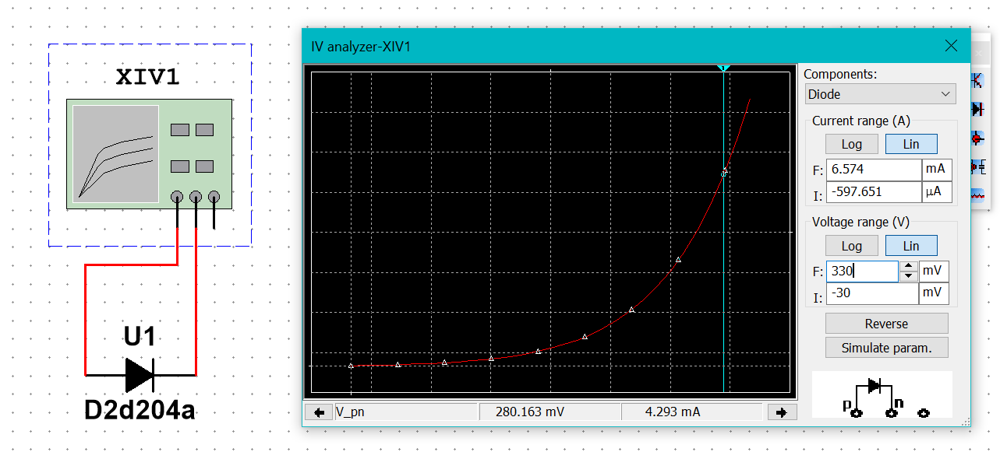 XIV1
U1
D2d204a
IV analyzer-XIV1
1
V_pn 280.163 mV 4.293 mA
Components:
Diode
Current range (A)
Log Lin
F: 6.574 mA
I: -597.651 µA
Voltage range (V)
Log Lin
F: 330 mV
I: -30 mV
Reverse
Simulate param.
p n